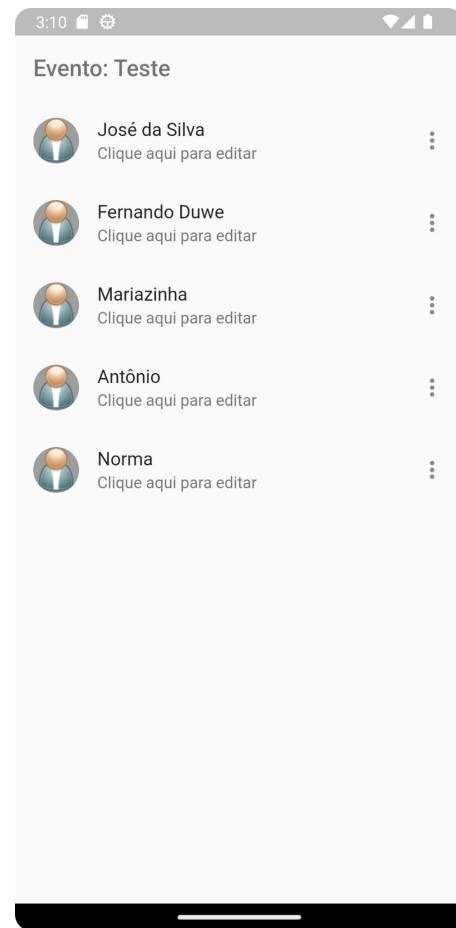 3:10
Evento: Teste
José da Silva
Clique aqui para editar
Fernando Duwe
Clique aqui para editar
Mariazinha
Clique aqui para editar
Antônio
Clique aqui para editar
Norma
Clique aqui para editar